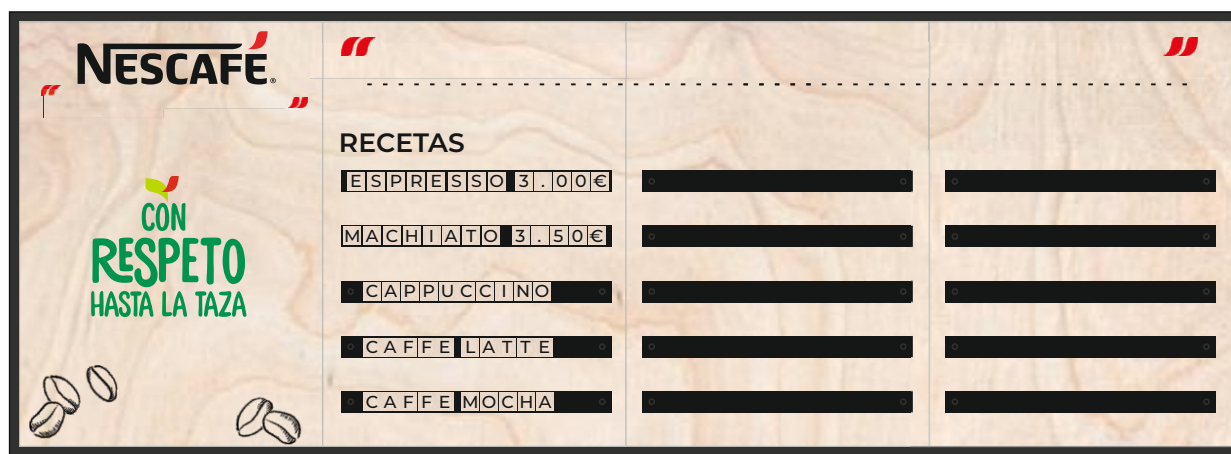 NESCAFÉ®
CON
RESPETO
HASTA LA TAZA
RECETAS
ESPRESSO 3.00€
MACHIATO 3.50€
CAPPUCCINO
CAFFE LATTE
CAFFE MOCHA